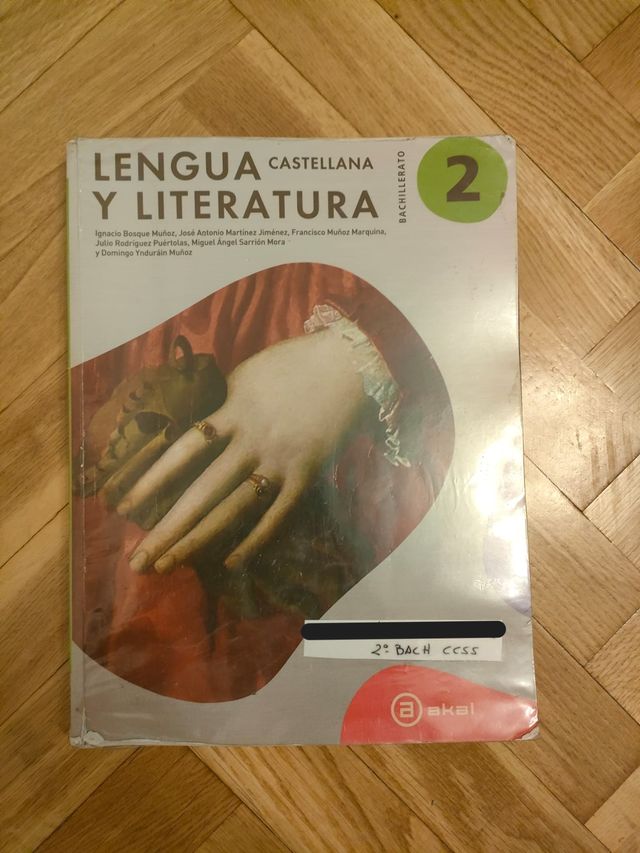 LENGUA CASTELLANA
Y LITERATURA
BACHILLERATO
2
Ignacio Bosque Muñoz, José Antonio Martínez Jiménez, Francisco Muñoz Marquina,
Julio Rodríguez Puértolas, Miguel Ángel Sarrión Mora
y Domingo Ynduráin Muñoz
2º BACH CCSS
a akal